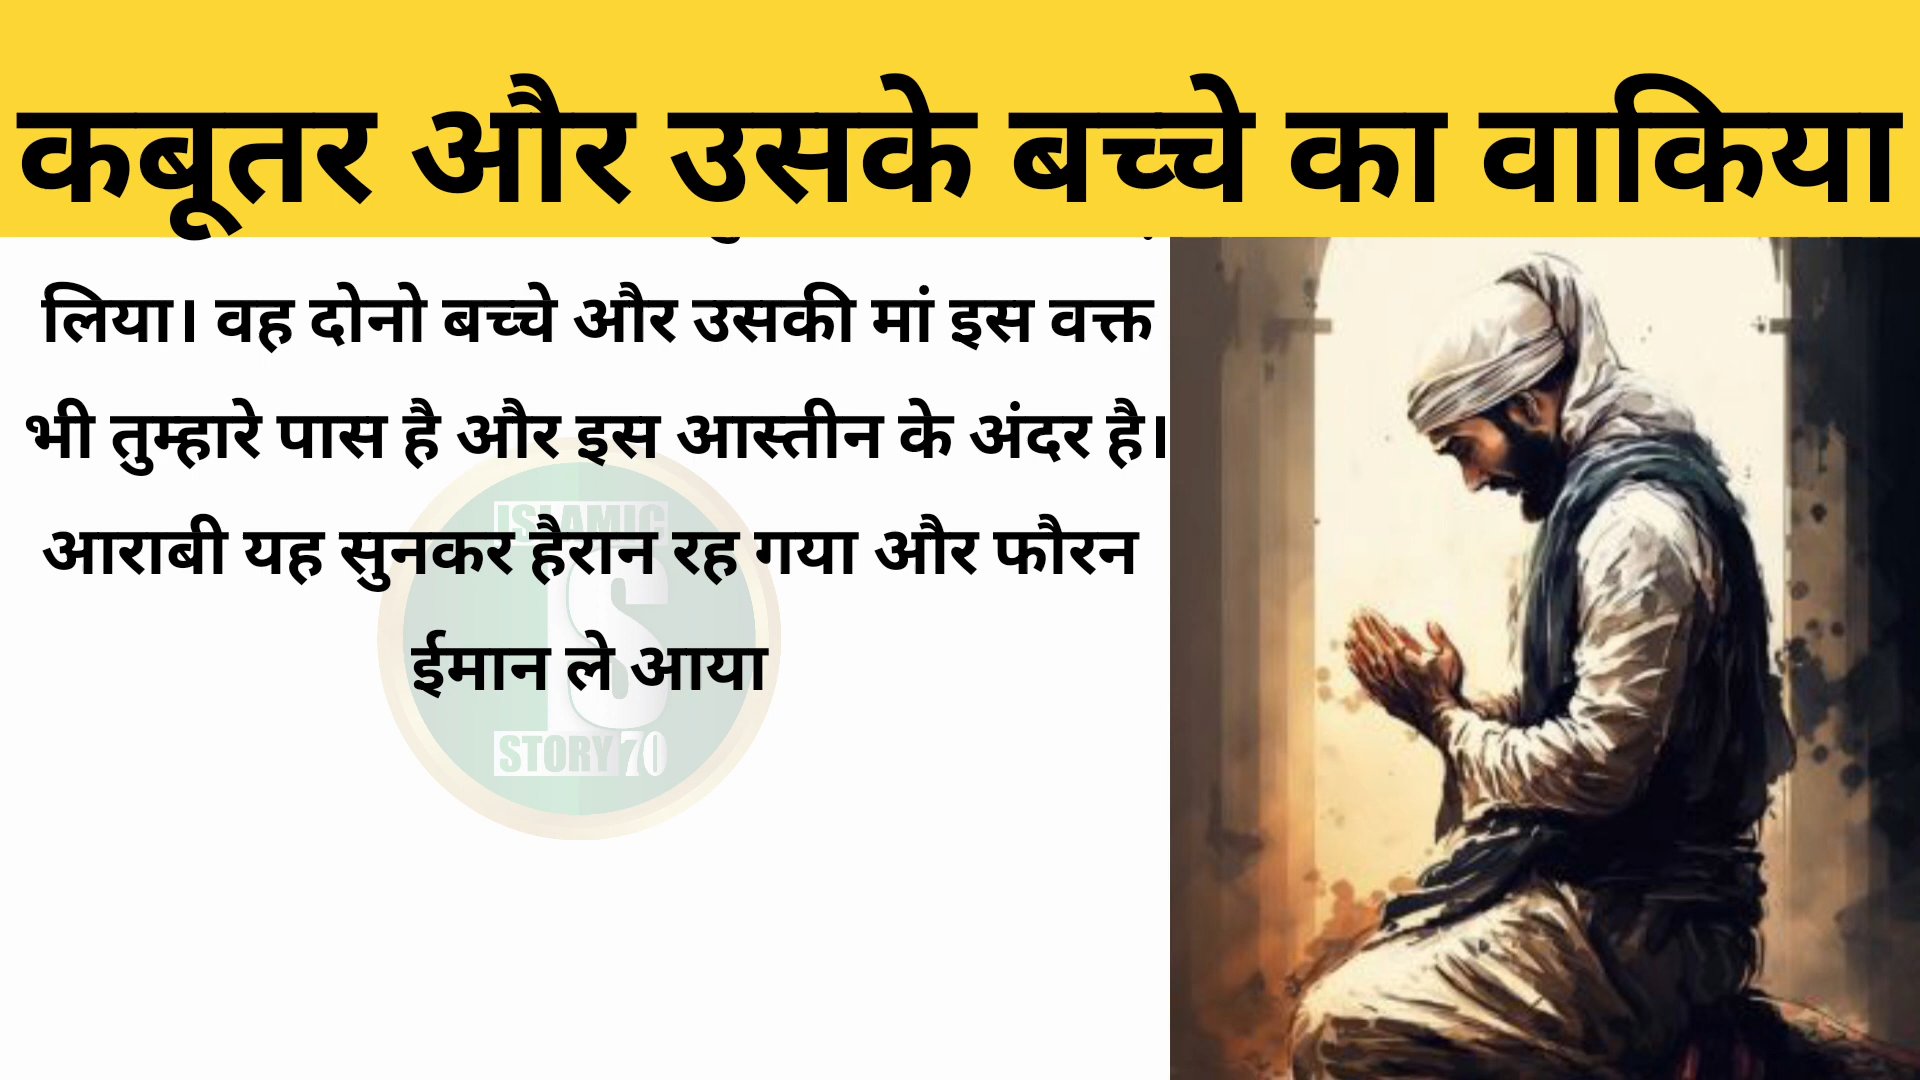 कबूतर और उसके बच्चे का वाकिया
लिया। वह दोनो बच्चे और उसकी मां इस वक्त
भी तुम्हारे पास है और इस आस्तीन के अंदर है।
आराबी यह सुनकर हैरान रह गया और फौरन
ईमान ले आया
ISLAMIC
S
STORY 70